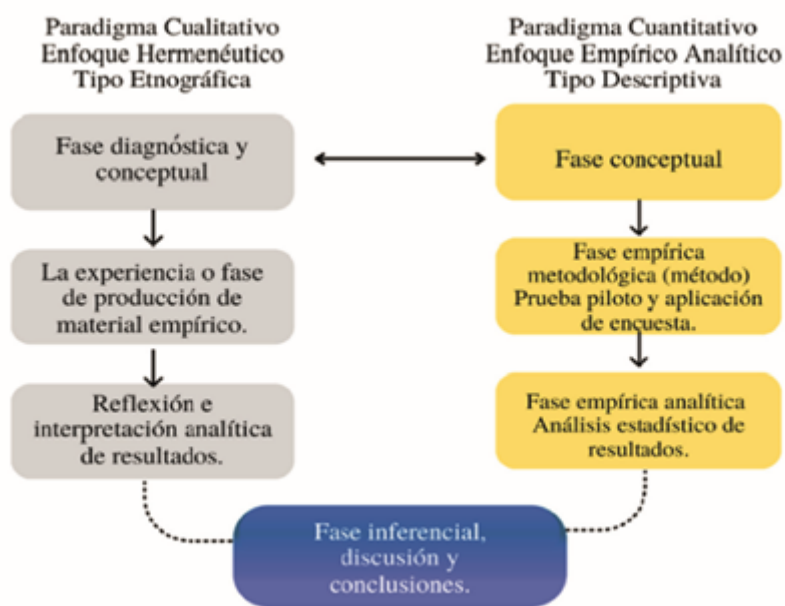 Paradigma Cualitativo
Enfoque Hermenéutico
Tipo Etnográfica
Fase diagnóstica y
conceptual
La experiencia o fase
de producción de
material empírico.
Reflexión e
interpretación analítica
de resultados.
Paradigma Cuantitativo
Enfoque Empírico Analítico
Tipo Descriptiva
Fase conceptual
Fase empírica
metodológica (método)
Prueba piloto y aplicación
de encuesta.
Fase empírica analítica
Análisis estadístico de
resultados.
Fase inferencial,
discusión y
conclusiones.